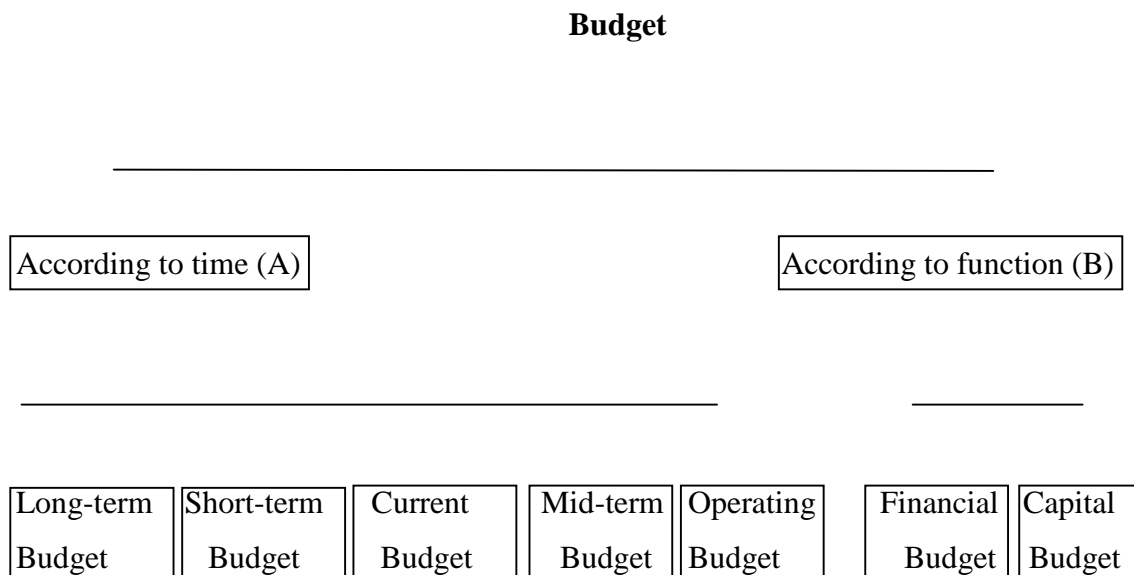 Budget
According to time (A)
According to function (B)
Long-term
Budget
Short-term
Budget
Current
Budget
Mid-term
Budget
Operating
Budget
Financial
Budget
Capital
Budget